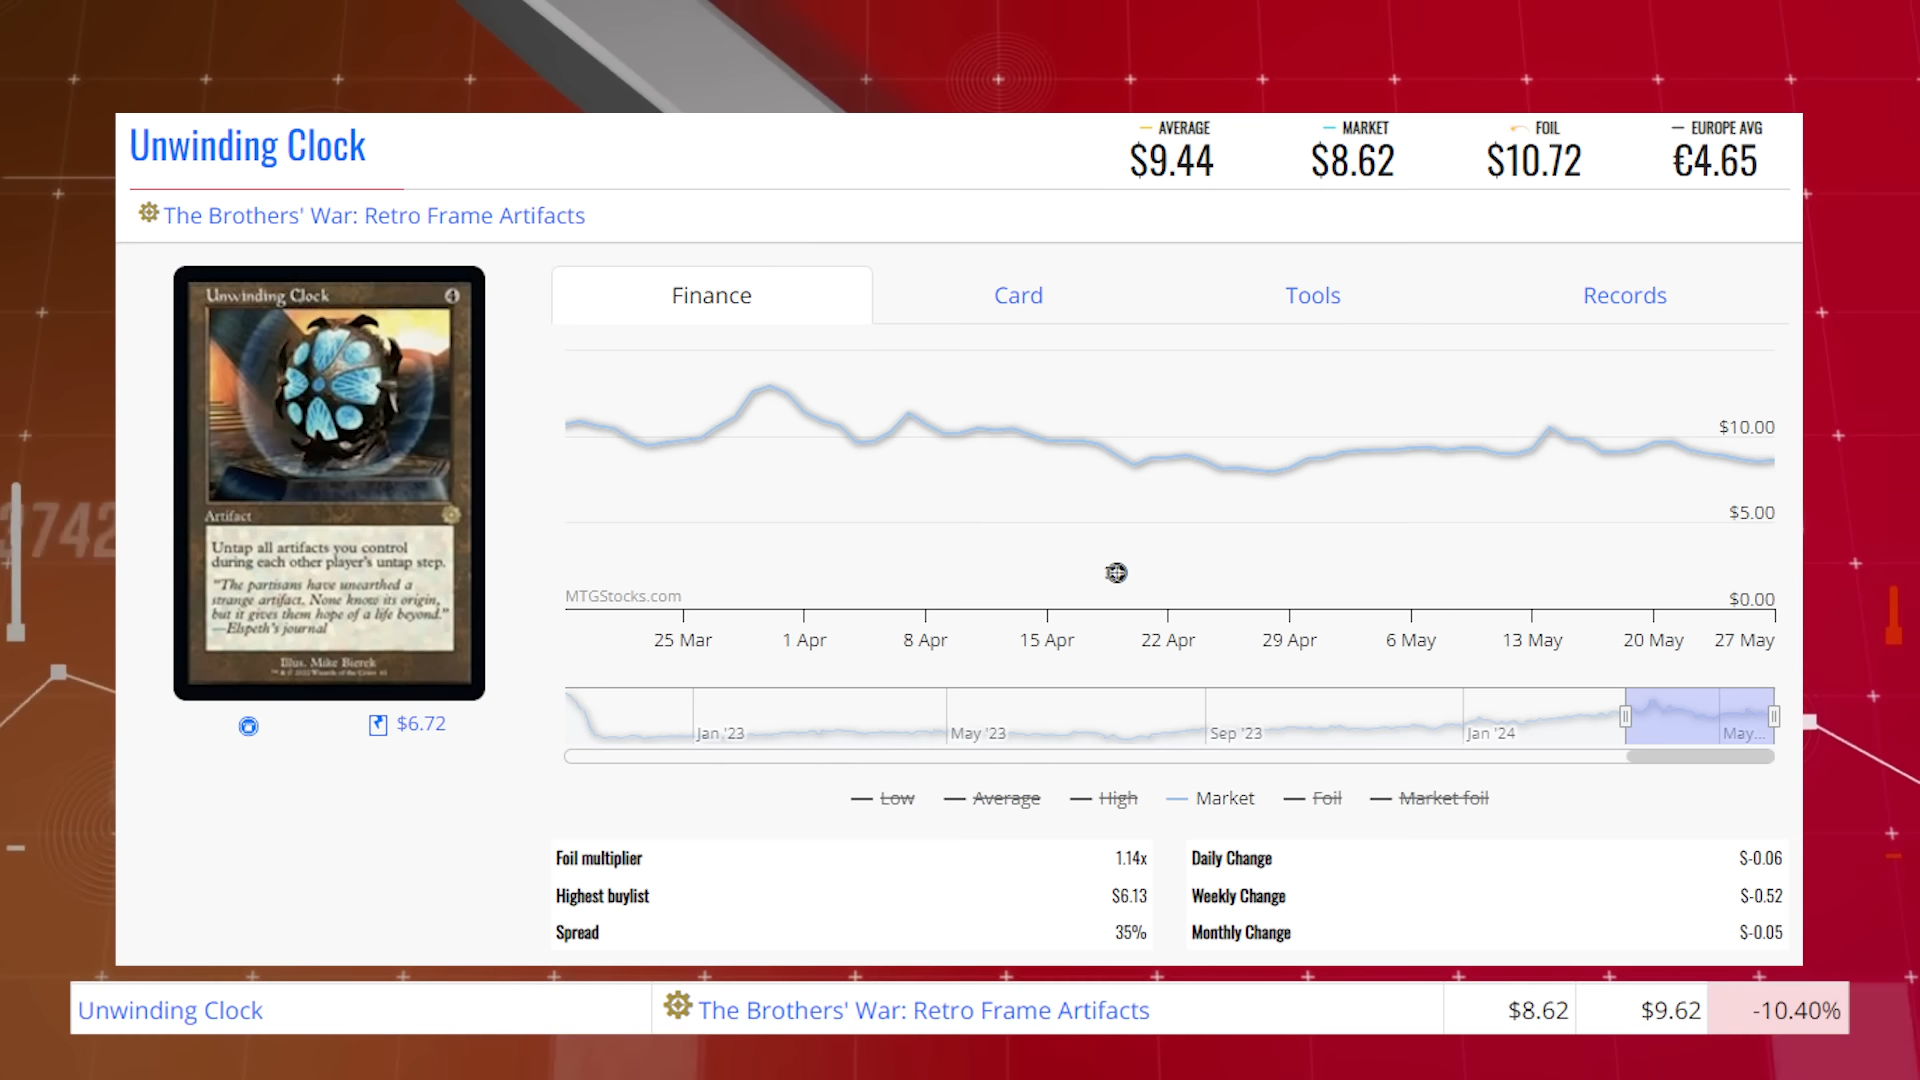 Unwinding Clock
AVERAGE
$9.44
MARKET
$8.62
FOIL
$10.72
EUROPE AVG
€4.65
The Brothers' War: Retro Frame Artifacts
Unwinding Clock 4
Artifact
Untap all artifacts you control
during each other player's untap step.
"The partisans have unearthed a
strange artifact. None know its origin,
but it gives them hope of a life beyond."
—Elspeth's journal
Illus. Mike Bierek
$6.72
Finance
Card
Tools
Records
$10.00
$5.00
$0.00
MTGStocks.com
25 Mar
1 Apr
8 Apr
15 Apr
22 Apr
29 Apr
6 May
13 May
20 May
27 May
Jan '23
May '23
Sep '23
Jan '24
May...
Low
Average
High
Market
Foil
Market foil
Foil multiplier 1.14x
Highest buylist $6.13
Spread 35%
Daily Change $-0.06
Weekly Change $-0.52
Monthly Change $-0.05
3742
Unwinding Clock The Brothers' War: Retro Frame Artifacts $8.62 $9.62 -10.40%